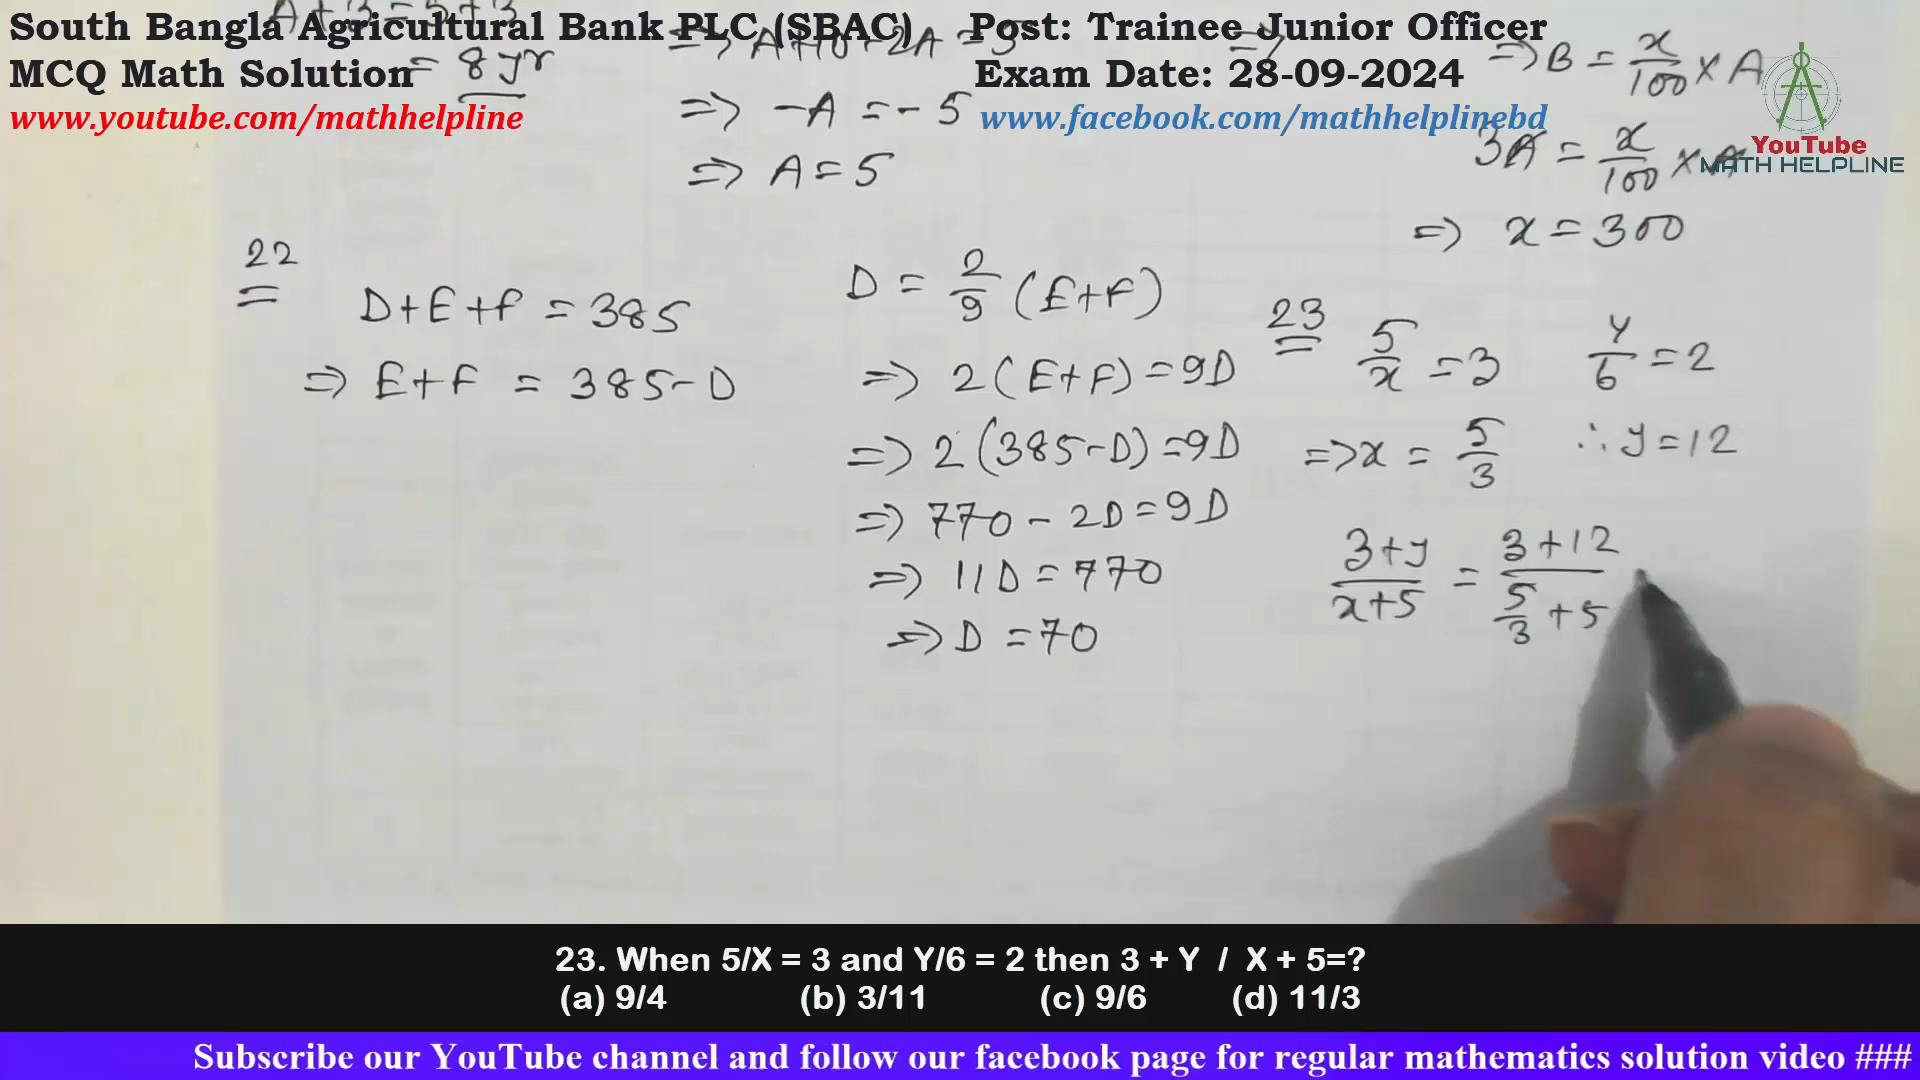 South Bangla Agricultural Bank PLC (SBAC) Post: Trainee Junior Officer
MCQ Math Solution Exam Date: 28-09-2024
www.youtube.com/mathhelpline www.facebook.com/mathhelplinebd
YouTube
MATH HELPLINE
= 8 yr
⇒ -A = -5
⇒ A = 5
⇒ B = x/100 × A
3A = x/100 × A
⇒ x = 300
22
D+E+F = 385
⇒ E+F = 385-D
D = 2/9 (E+F)
⇒ 2(E+F) = 9D
⇒ 2(385-D) = 9D
⇒ 770 - 2D = 9D
⇒ 11D = 770
⇒ D = 70
23
5/x = 3 y/6 = 2
⇒ x = 5/3 ∴ y = 12
3+y/x+5 = 3+12/5/3+5
23. When 5/X = 3 and Y/6 = 2 then 3 + Y / X + 5=?
(a) 9/4 (b) 3/11 (c) 9/6 (d) 11/3
Subscribe our YouTube channel and follow our facebook page for regular mathematics solution video ###